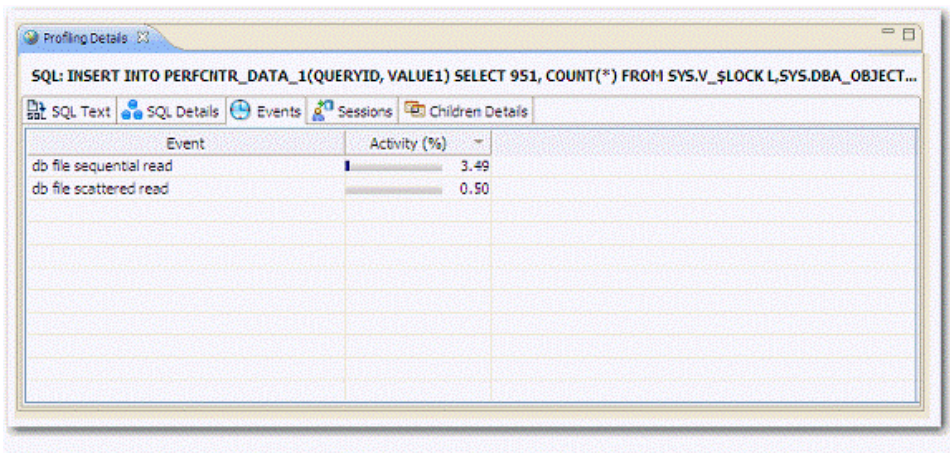 Profiling Details
SQL: INSERT INTO PERFCNTR_DATA_1(QUERYID, VALUE1) SELECT 951, COUNT(*) FROM SYS.V_$LOCK L,SYS.DBA_OBJECT...
SQL Text SQL Details Events Sessions Children Details
Event Activity (%)
db file sequential read 3.49
db file scattered read 0.50